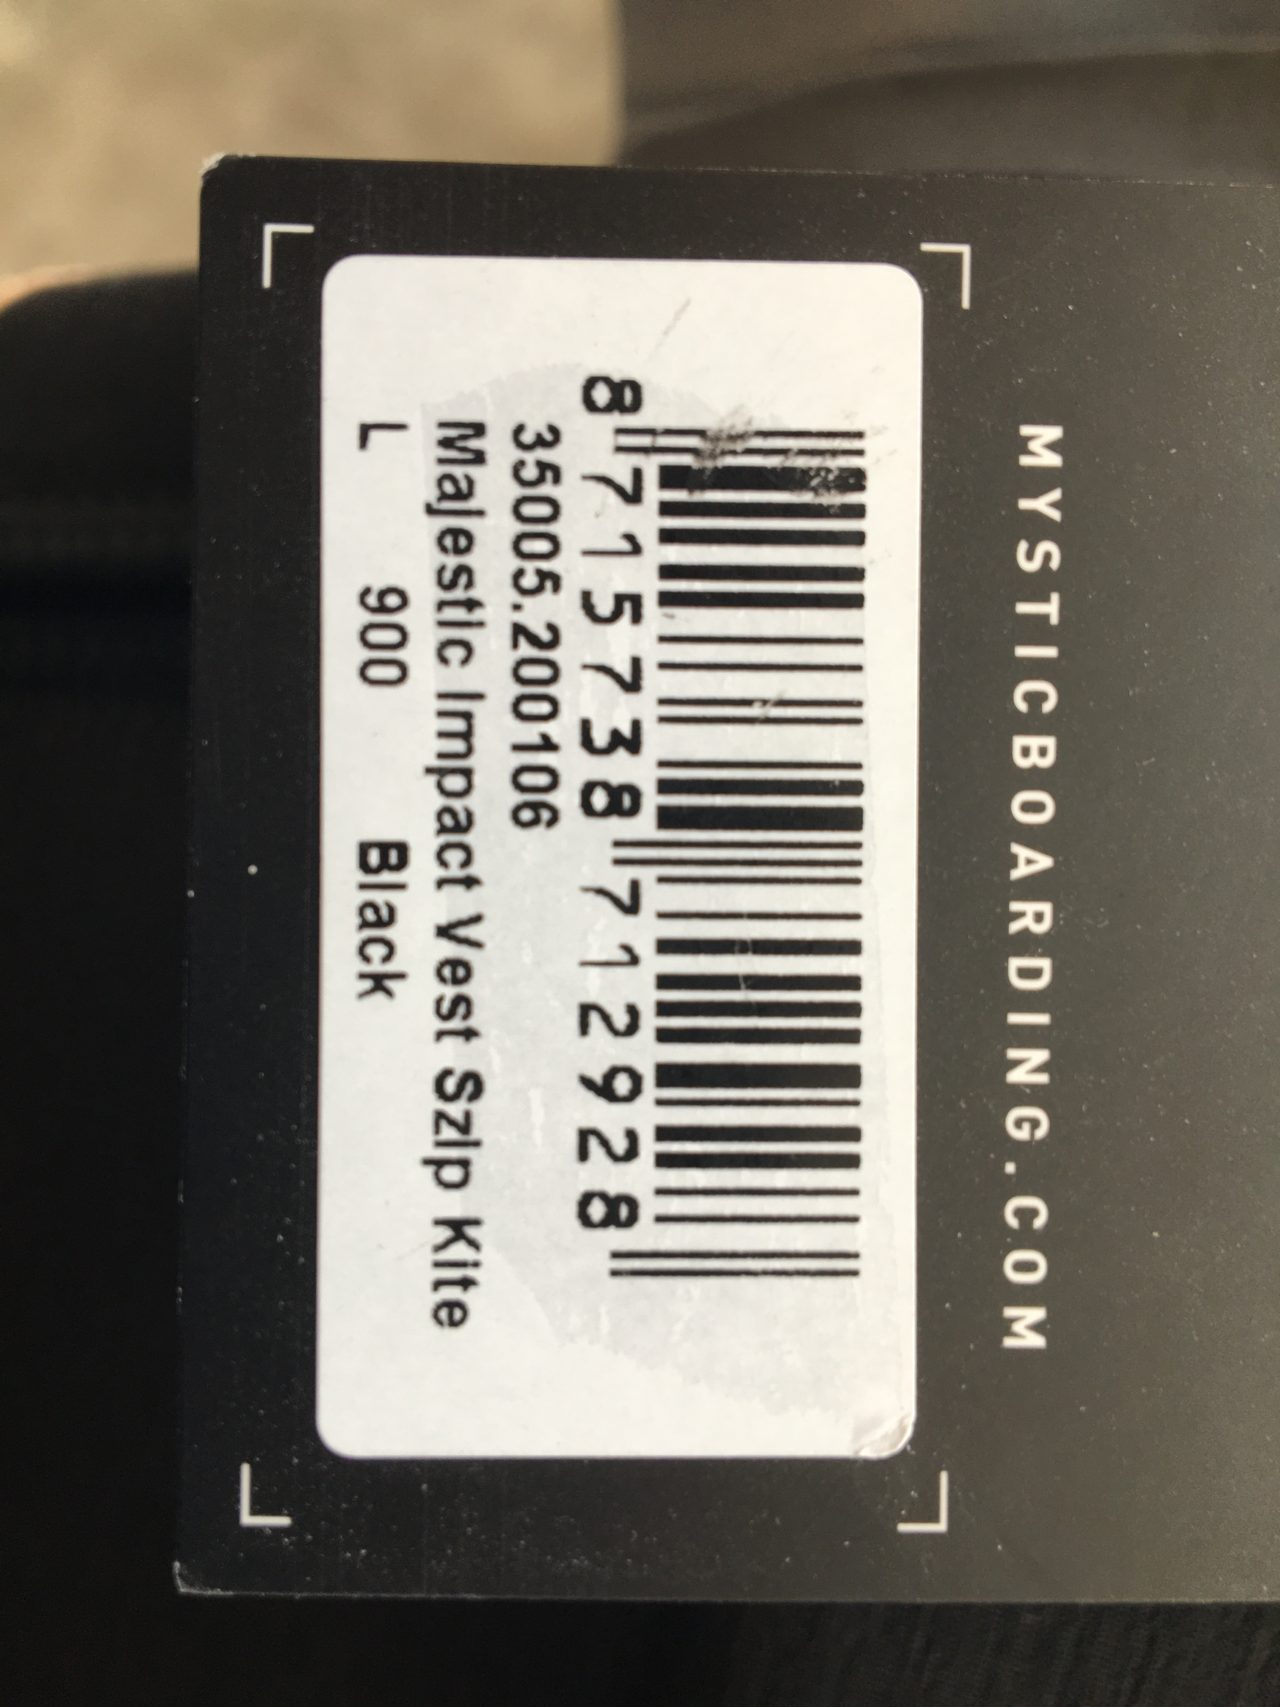 MYSTICBOARDING.COM
8 715738 712928
35005.200106
Majestic Impact Vest Szip Kite
L 900 Black